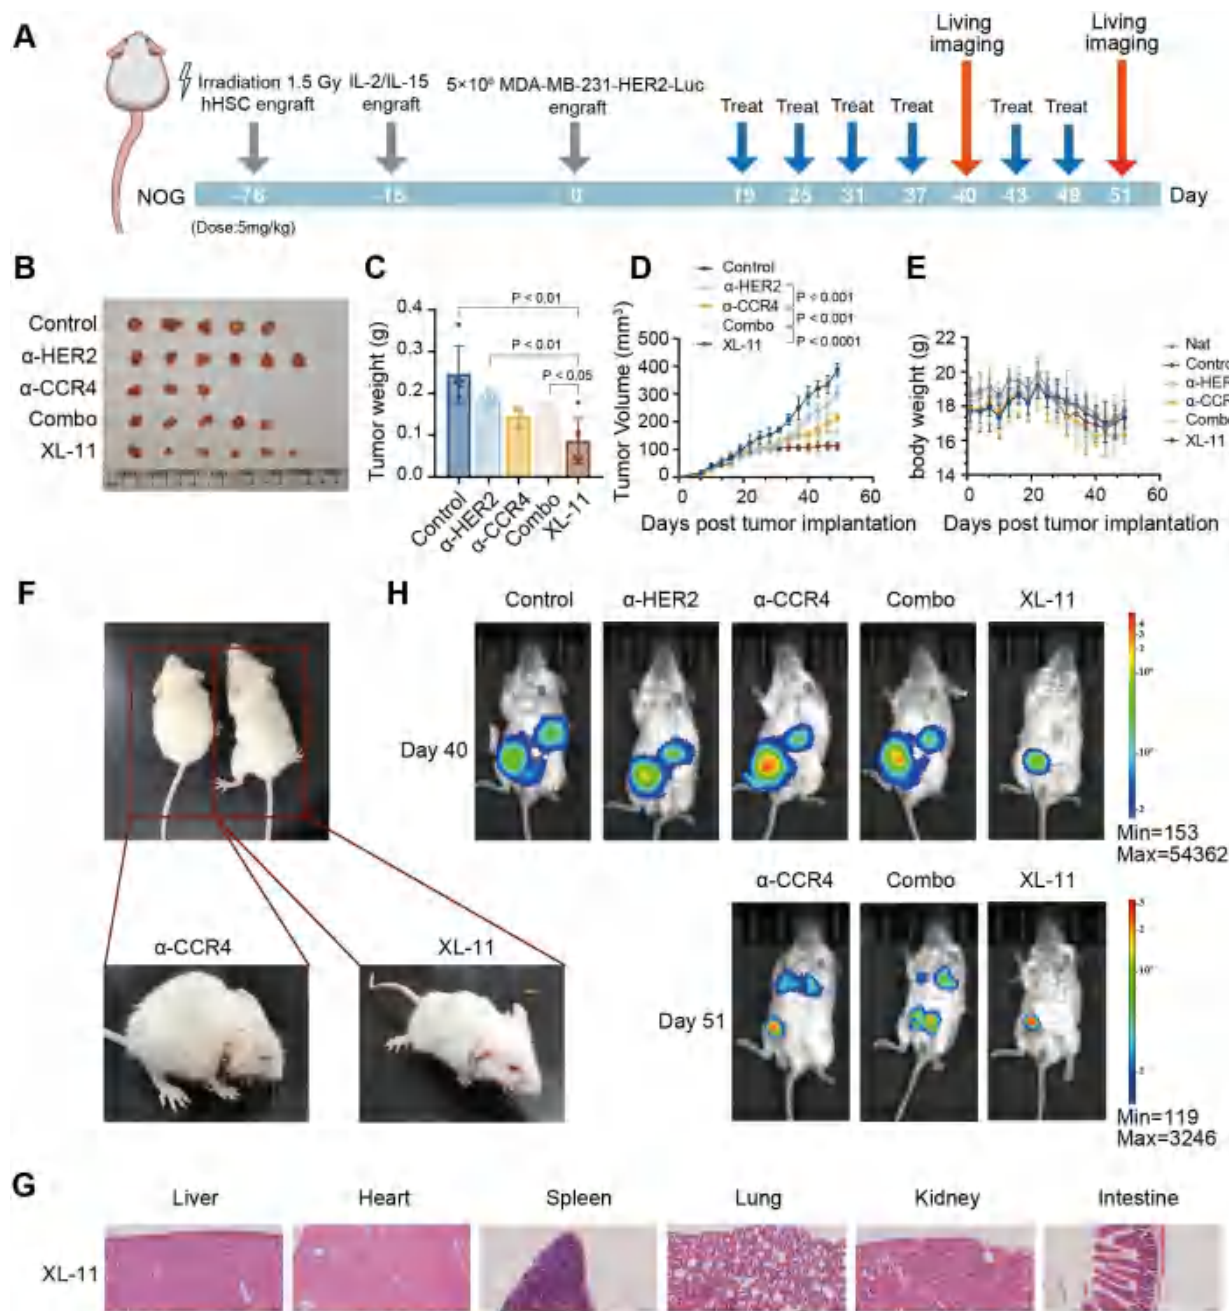 A
Living
imaging
Living
imaging
Irradiation 1.5 Gy
hHSC engraft
IL-2/IL-15
engraft
5×10⁶ MDA-MB-231-HER2-Luc
engraft
Treat Treat Treat Treat Treat Treat
NOG -76 -15 0 19 25 31 37 40 43 49 51 Day
(Dose:5mg/kg)
B
Control
α-HER2
α-CCR4
Combo
XL-11
C
Tumor weight (g)
0.4
0.3
0.2
0.1
0.0
P < 0.01
P < 0.01
P < 0.05
Control
α-HER2
α-CCR4
Combo
XL-11
D
Control
α-HER2
α-CCR4
Combo
XL-11
P < 0.001
P < 0.001
P < 0.0001
Tumor Volume (mm³)
500
400
300
200
100
0
0 20 40 60
Days post tumor implantation
E
body weight (g)
22
20
18
16
14
0 20 40 60
Days post tumor implantation
Nat
Contro
α-HER
α-CCR
Combo
XL-11
F
α-CCR4
XL-11
H
Control α-HER2 α-CCR4 Combo XL-11
Day 40
Min=153
Max=54362
α-CCR4 Combo XL-11
Day 51
Min=119
Max=3246
G
Liver Heart Spleen Lung Kidney Intestine
XL-11